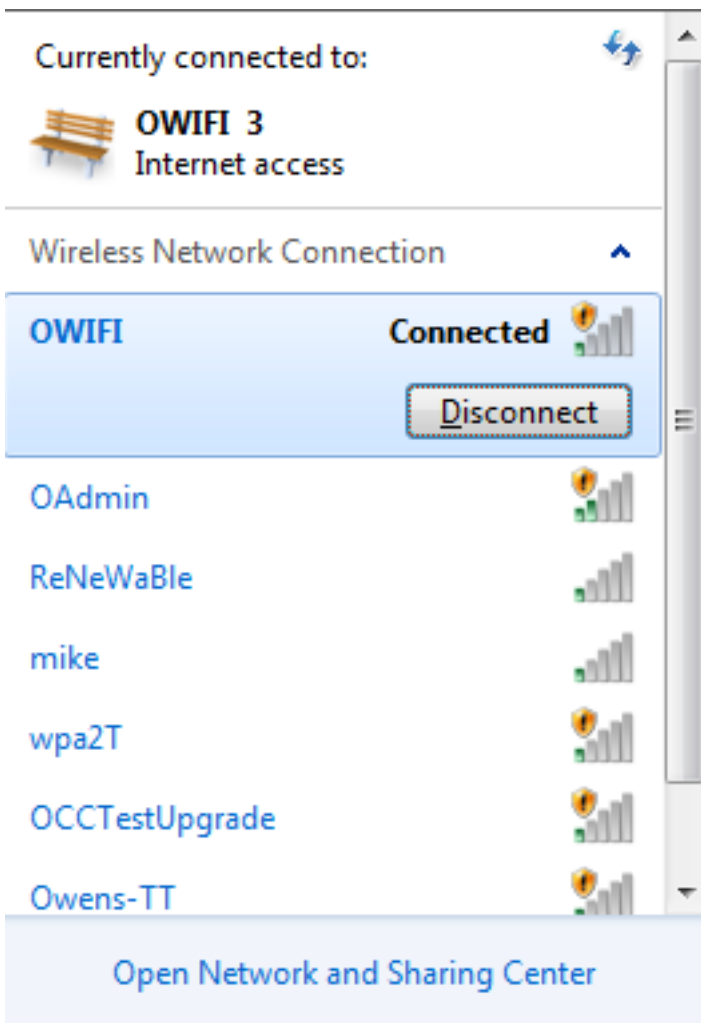 Currently connected to:
OWIFI 3
Internet access
Wireless Network Connection
OWIFI Connected
Disconnect
OAdmin
ReNeWaBle
mike
wpa2T
OCCTestUpgrade
Owens-TT
Open Network and Sharing Center